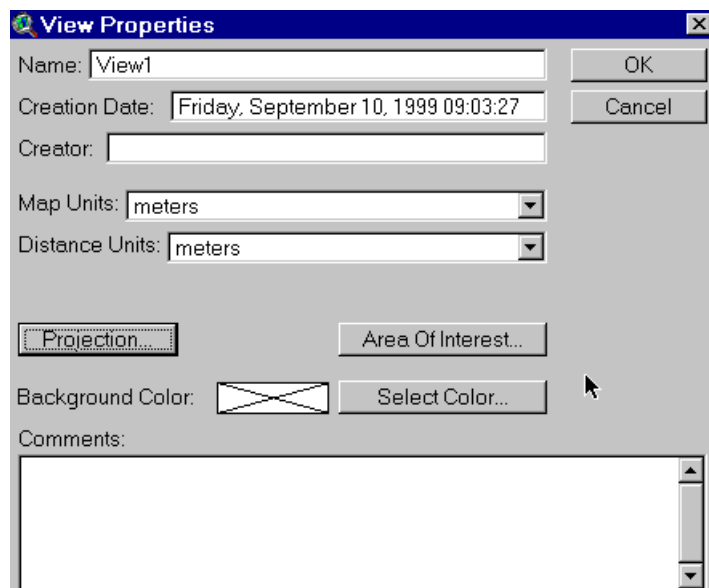 View Properties
Name: View1
OK
Creation Date: Friday, September 10, 1999 09:03:27
Cancel
Creator:
Map Units: meters
Distance Units: meters
Projection...
Area Of Interest...
Background Color:
Select Color...
Comments: